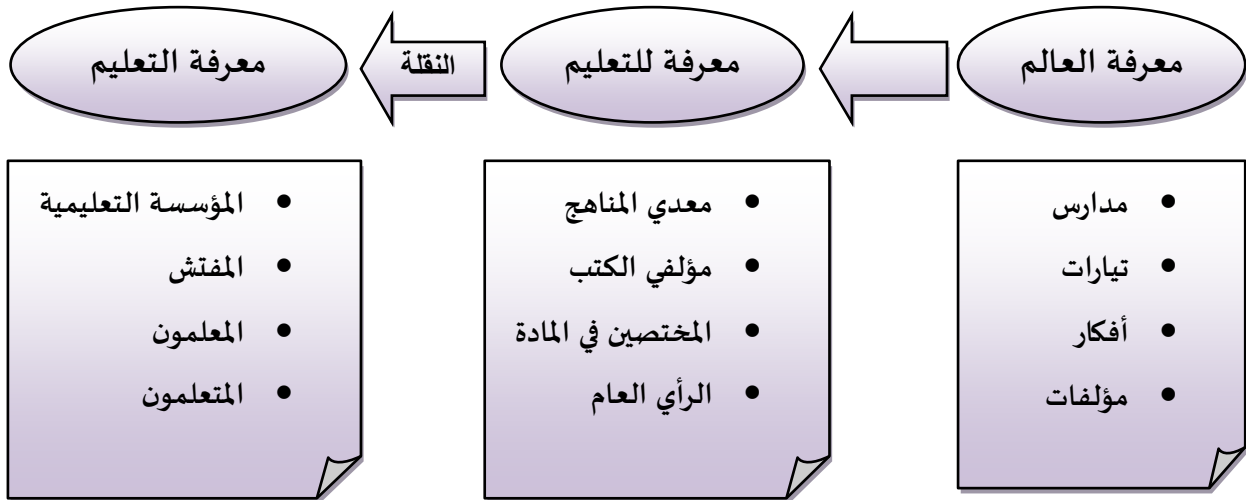 معرفة العالم
معرفة للتعليم
النقلة
معرفة التعليم
• مدارس
• تيارات
• أفكار
• مؤلفات
• معدي المناهج
• مؤلفي الكتب
• المختصين في المادة
• الرأي العام
• المؤسسة التعليمية
• المفتش
• المعلمون
• المتعلمون